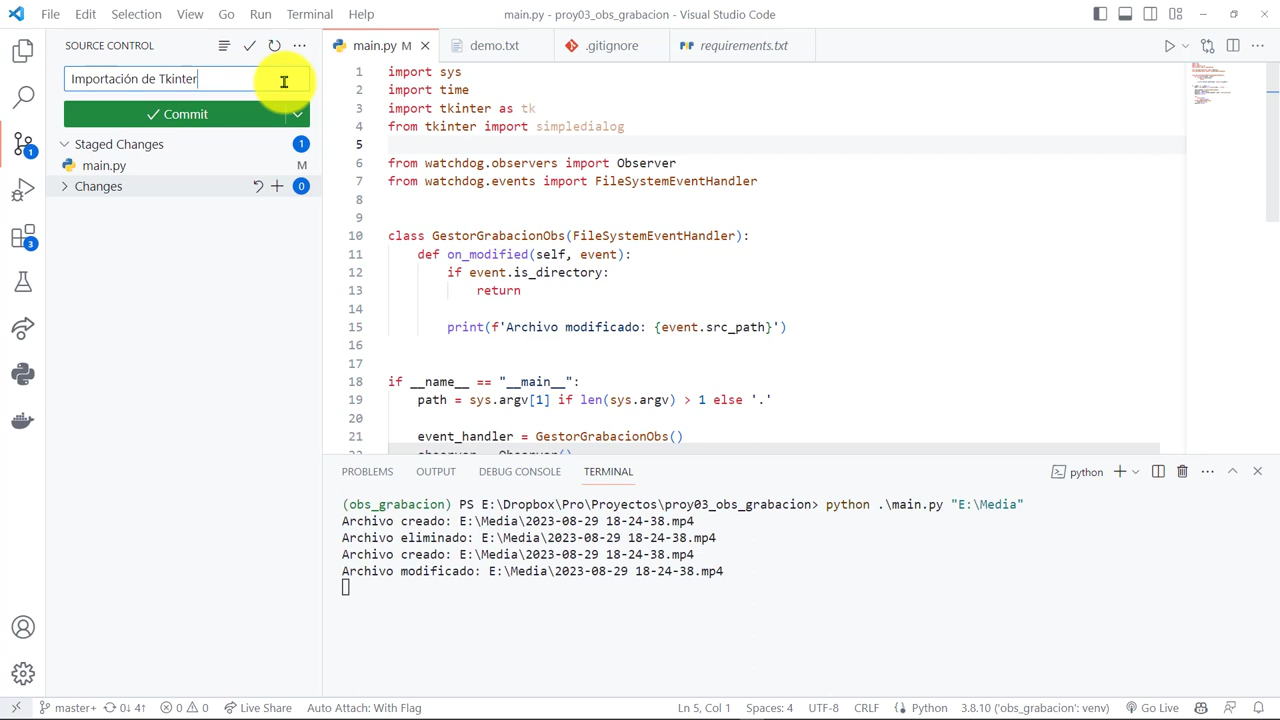 File Edit Selection View Go Run Terminal Help
main.py - proy03_obs_grabacion - Visual Studio Code
SOURCE CONTROL
Importación de Tkinter
Commit
Staged Changes 1
main.py M
Changes 0
1
3
main.py M
demo.txt
.gitignore
requirements.txt
1 import sys
2 import time
3 import tkinter as tk
4 from tkinter import simpledialog
5
6 from watchdog.observers import Observer
7 from watchdog.events import FileSystemEventHandler
8
9
10 class GestorGrabacionObs(FileSystemEventHandler):
11 def on_modified(self, event):
12 if event.is_directory:
13 return
14
15 print(f'Archivo modificado: {event.src_path}')
16
17
18 if __name__ == "__main__":
19 path = sys.argv[1] if len(sys.argv) > 1 else '.'
20
21 event_handler = GestorGrabacionObs()
22 observer = Observer()
PROBLEMS OUTPUT DEBUG CONSOLE TERMINAL
python
(obs_grabacion) PS E:\Dropbox\Pro\Proyectos\proy03_obs_grabacion> python .\main.py "E:\Media"
Archivo creado: E:\Media\2023-08-29 18-24-38.mp4
Archivo eliminado: E:\Media\2023-08-29 18-24-38.mp4
Archivo creado: E:\Media\2023-08-29 18-24-38.mp4
Archivo modificado: E:\Media\2023-08-29 18-24-38.mp4
master+ 0↓ 4↑ 0 0 Live Share Auto Attach: With Flag Ln 5, Col 1 Spaces: 4 UTF-8 CRLF Python 3.8.10 ('obs_grabacion': venv) Go Live